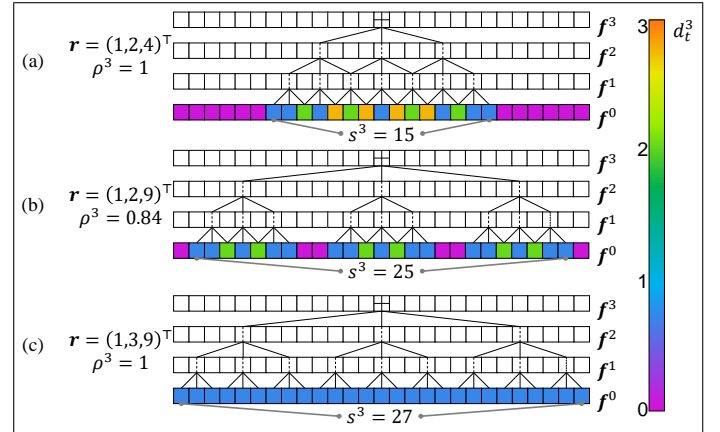 f³
3
d_t^3
(a)
r = (1,2,4)ᵀ
ρ³ = 1
f²
f¹
f⁰
s³ = 15
2
(b)
r = (1,2,9)ᵀ
ρ³ = 0.84
f³
f²
f¹
f⁰
s³ = 25
1
(c)
r = (1,3,9)ᵀ
ρ³ = 1
f³
f²
f¹
f⁰
s³ = 27
0